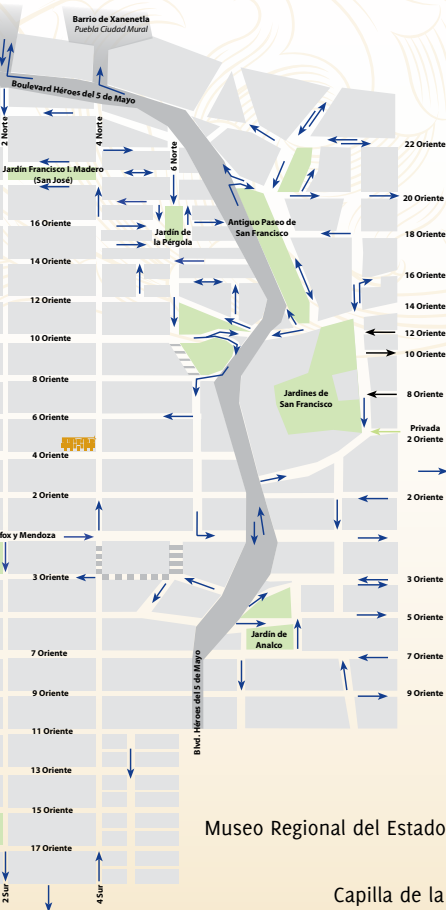 Barrio de Xanenetla
Puebla Ciudad Mural
Boulevard Héroes del 5 de Mayo
2 Norte
4 Norte
6 Norte
22 Oriente
Jardín Francisco I. Madero
(San José)
20 Oriente
16 Oriente
Jardín de
la Pérgola
Antiguo Paseo de
San Francisco
18 Oriente
14 Oriente
16 Oriente
12 Oriente
14 Oriente
10 Oriente
12 Oriente
10 Oriente
8 Oriente
Jardines de
San Francisco
8 Oriente
6 Oriente
Privada
2 Oriente
4 Oriente
2 Oriente
2 Oriente
fox y Mendoza
3 Oriente
3 Oriente
5 Oriente
Jardín de
Analco
7 Oriente
7 Oriente
9 Oriente
9 Oriente
Blvd. Héroes del 5 de Mayo
11 Oriente
13 Oriente
15 Oriente
17 Oriente
2 Sur
4 Sur
Museo Regional del Estado
Capilla de la